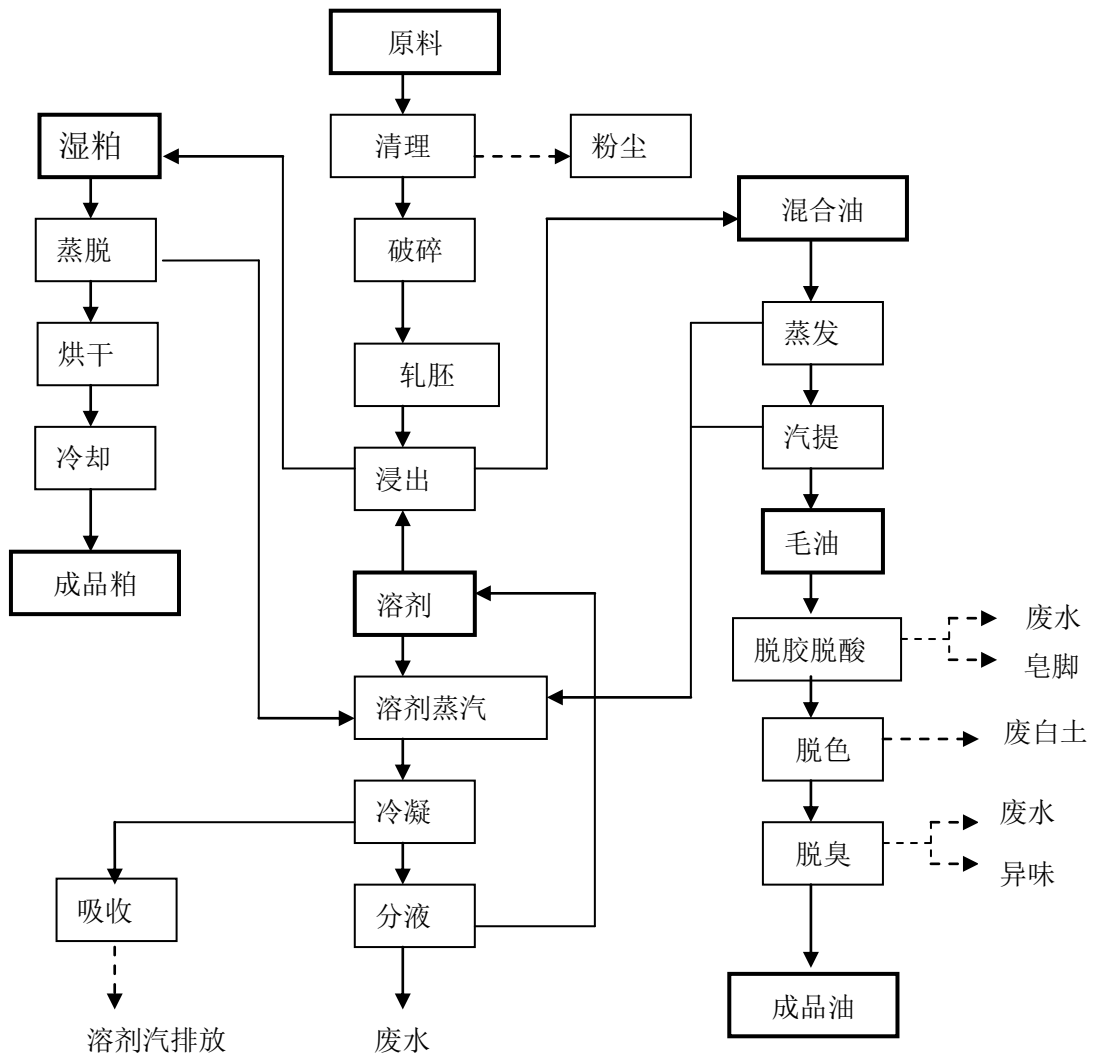 原料
湿粕
清理
粉尘
混合油
蒸脱
破碎
蒸发
烘干
轧胚
汽提
冷却
浸出
毛油
成品粕
溶剂
脱胶脱酸
废水
皂脚
溶剂蒸汽
脱色
废白土
冷凝
脱臭
废水
异味
吸收
分液
成品油
溶剂汽排放
废水